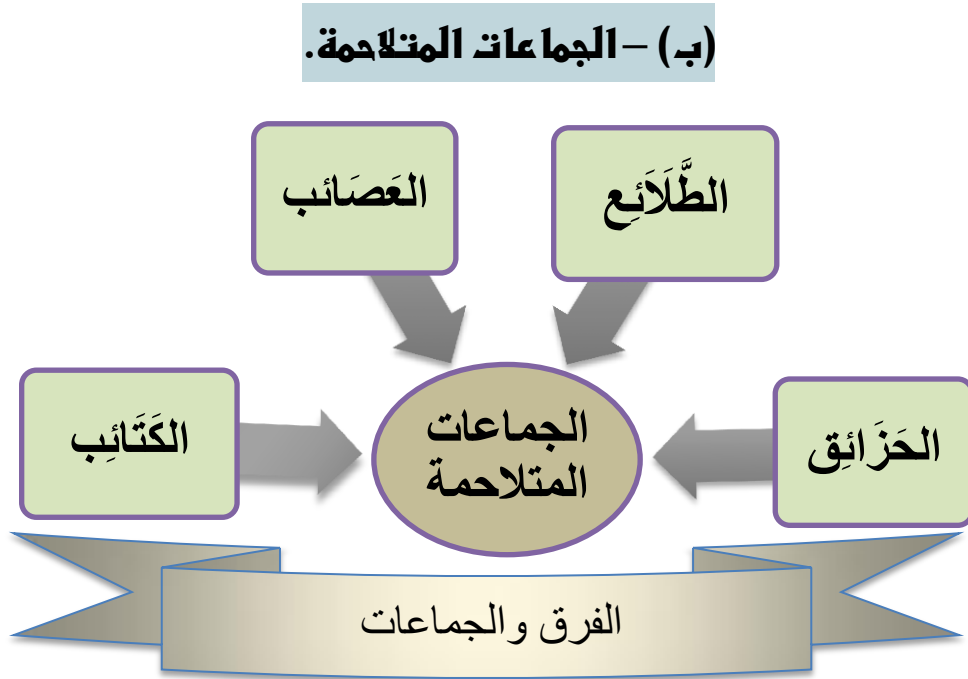 (ب) – الجماعات المتلاحمة.
الطَّلَائِع
العَصَائب
الحَزَائِق
الجماعات
المتلاحمة
الكَتَائِب
الفرق والجماعات